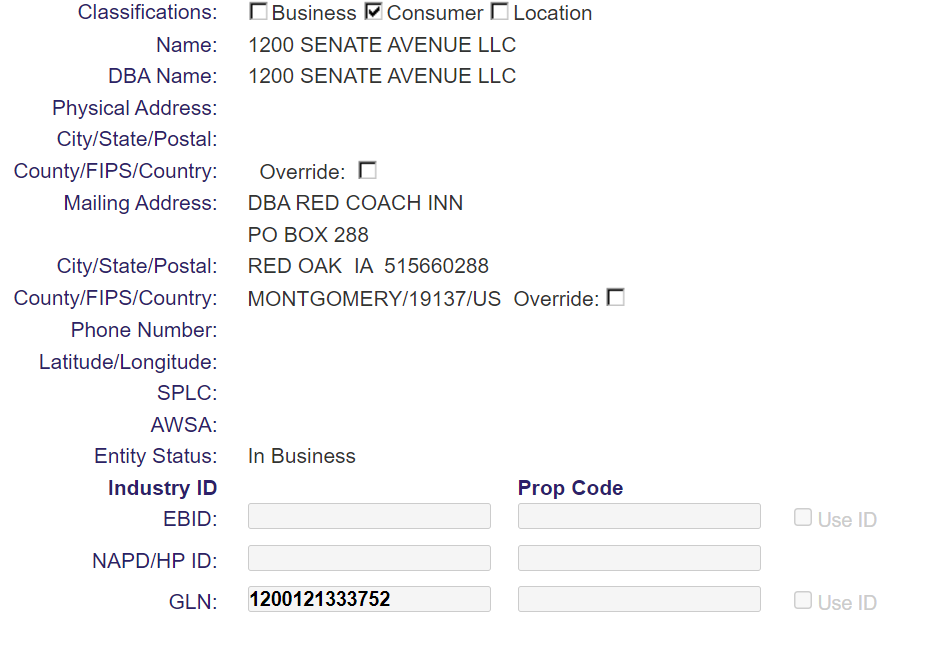 Classifications: Business Consumer Location
Name: 1200 SENATE AVENUE LLC
DBA Name: 1200 SENATE AVENUE LLC
Physical Address:
City/State/Postal:
County/FIPS/Country: Override:
Mailing Address: DBA RED COACH INN
PO BOX 288
City/State/Postal: RED OAK IA 515660288
County/FIPS/Country: MONTGOMERY/19137/US Override:
Phone Number:
Latitude/Longitude:
SPLC:
AWSA:
Entity Status: In Business
Industry ID Prop Code
EBID: Use ID
NAPD/HP ID:
GLN: 1200121333752 Use ID